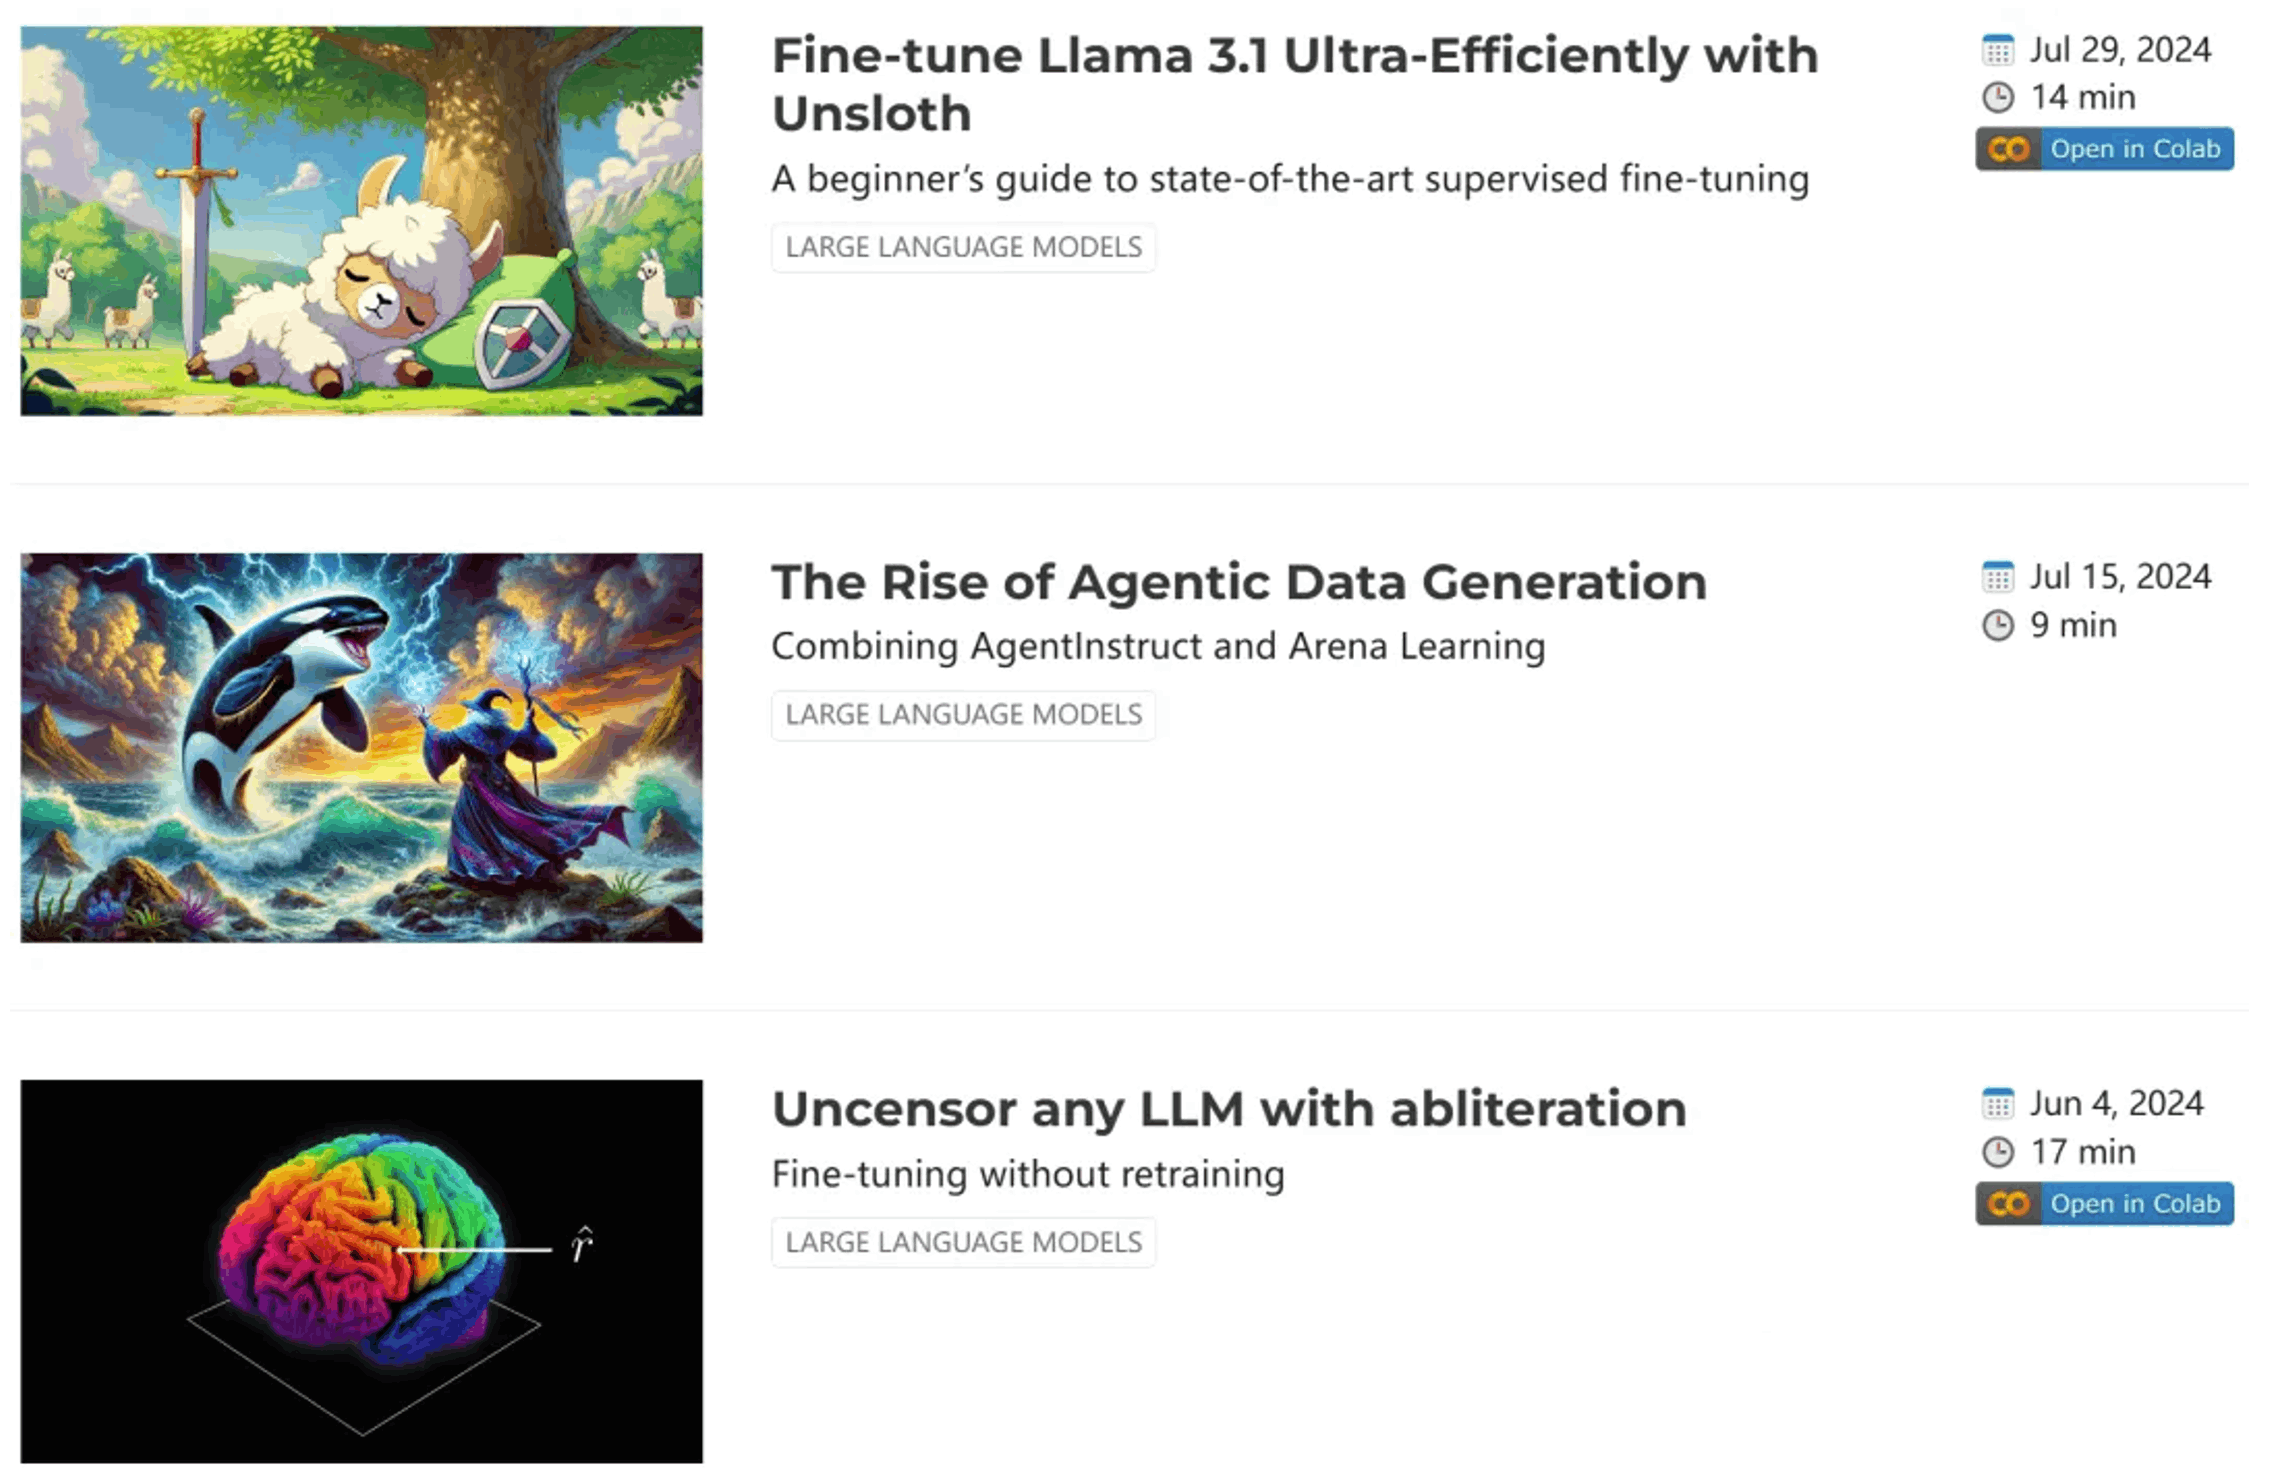 Fine-tune Llama 3.1 Ultra-Efficiently with
Unsloth
A beginner’s guide to state-of-the-art supervised fine-tuning
LARGE LANGUAGE MODELS
Jul 29, 2024
14 min
Open in Colab
The Rise of Agentic Data Generation
Combining AgentInstruct and Arena Learning
LARGE LANGUAGE MODELS
Jul 15, 2024
9 min
r̂
Uncensor any LLM with abliteration
Fine-tuning without retraining
LARGE LANGUAGE MODELS
Jun 4, 2024
17 min
Open in Colab